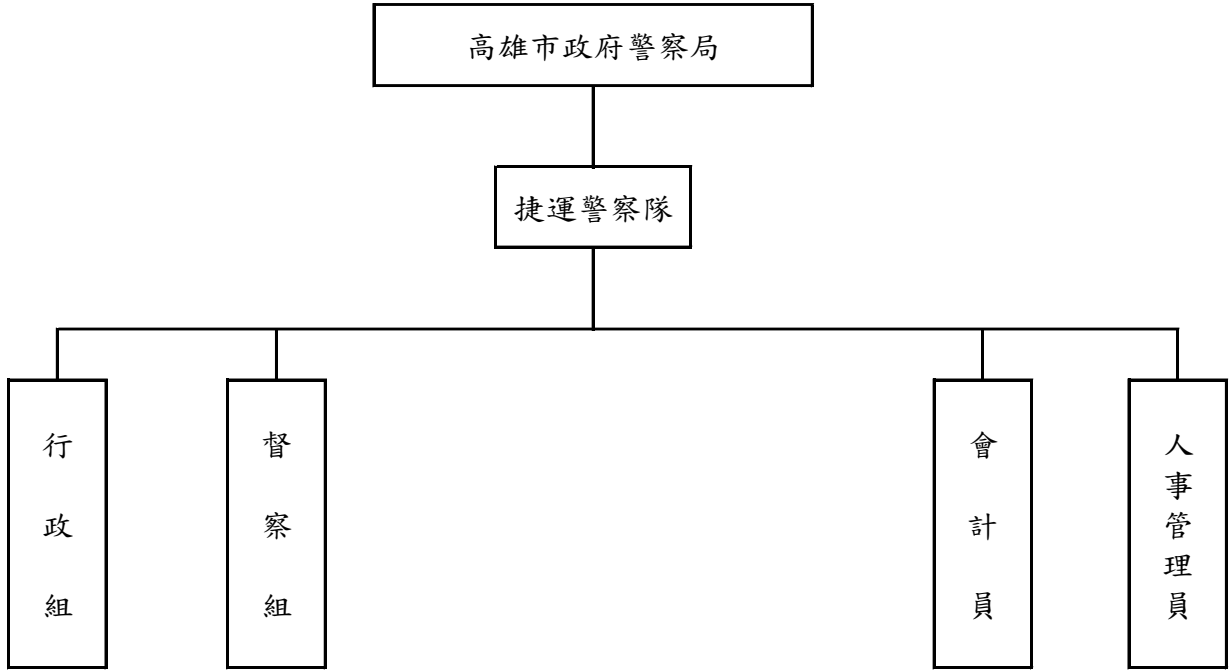 高雄市政府警察局
捷運警察隊
行政組
督察組
會計員
人事管理員